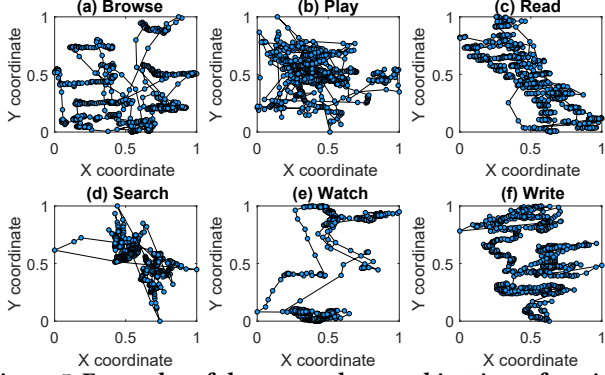 (a) Browse (b) Play (c) Read
1 1 1
Y coordinate Y coordinate Y coordinate
0.5 0.5 0.5
0 0 0
0 0.5 1 0 0.5 1 0 0.5 1
X coordinate X coordinate X coordinate
(d) Search (e) Watch (f) Write
1 1 1
Y coordinate Y coordinate Y coordinate
0.5 0.5 0.5
0 0 0
0 0.5 1 0 0.5 1 0 0.5 1
X coordinate X coordinate X coordinate